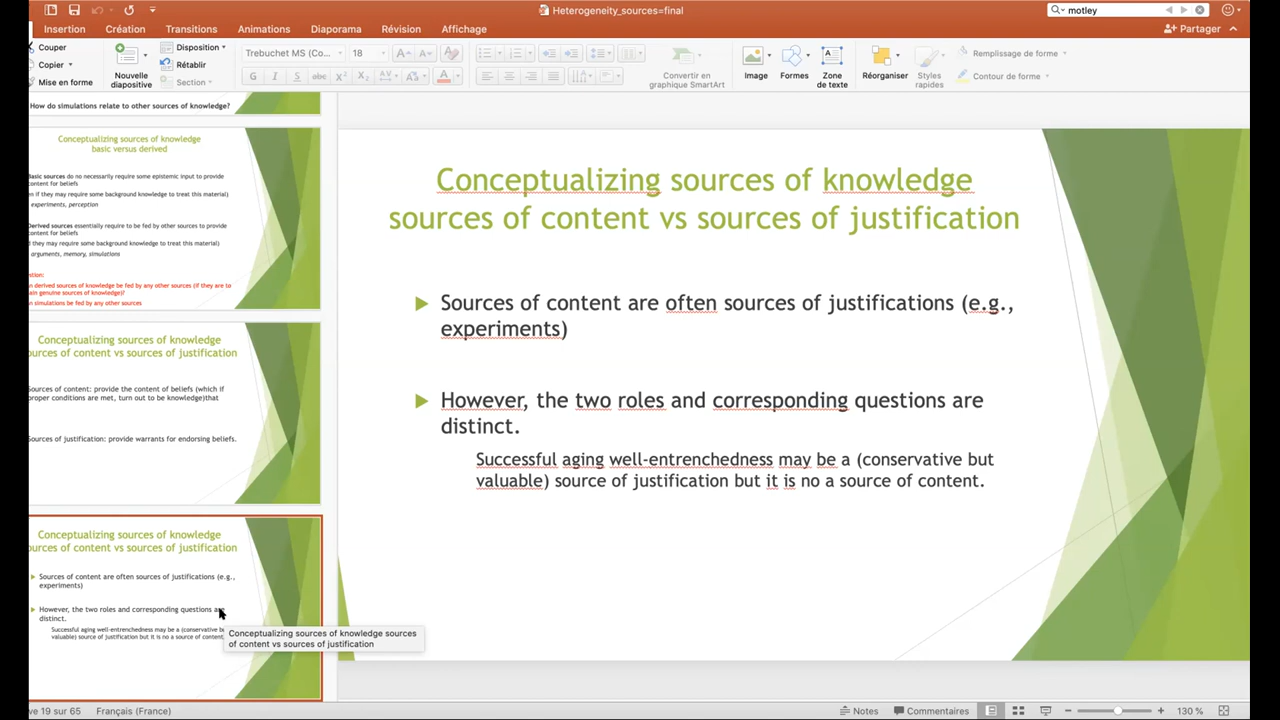 Heterogeneity_sources=final
motley
Insertion Création Transitions Animations Diaporama Révision Affichage
Partager
Couper
Copier
Mise en forme
Nouvelle
diapositive
Disposition
Rétablir
Section
Trebuchet MS (Co... 18
G I S abc X² X₂ AV Aa A
Convertir en
graphique SmartArt
Image
Formes
Zone
de texte
Réorganiser
Styles
rapides
Remplissage de forme
Contour de forme
How do simulations relate to other sources of knowledge?
Conceptualizing sources of knowledge
basic versus derived
Basic sources do no necessarily require some epistemic input to provide
content for beliefs
n if they may require some background knowledge to treat this material)
experiments, perception
Derived sources essentially require to be fed by other sources to provide
content for beliefs
f they may require some background knowledge to treat this material)
arguments, memory, simulations
stion:
n derived sources of knowledge be fed by any other sources (if they are to
ain genuine sources of knowledge)?
n simulations be fed by any other sources
Conceptualizing sources of knowledge
ources of content vs sources of justification
Sources of content: provide the content of beliefs (which if
proper conditions are met, turn out to be knowledge)that
Sources of justification: provide warrants for endorsing beliefs.
Conceptualizing sources of knowledge
ources of content vs sources of justification
Sources of content are often sources of justifications (e.g.,
experiments)
However, the two roles and corresponding questions are
distinct.
Successful aging well-entrenchedness may be a (conservative bu
valuable) source of justification but it is no a source of content.
Conceptualizing sources of knowledge sources
of content vs sources of justification
Conceptualizing sources of knowledge
sources of content vs sources of justification
Sources of content are often sources of justifications (e.g.,
experiments)
However, the two roles and corresponding questions are
distinct.
Successful aging well-entrenchedness may be a (conservative but
valuable) source of justification but it is no a source of content.
ve 19 sur 65 Français (France)
Notes Commentaires 130 %